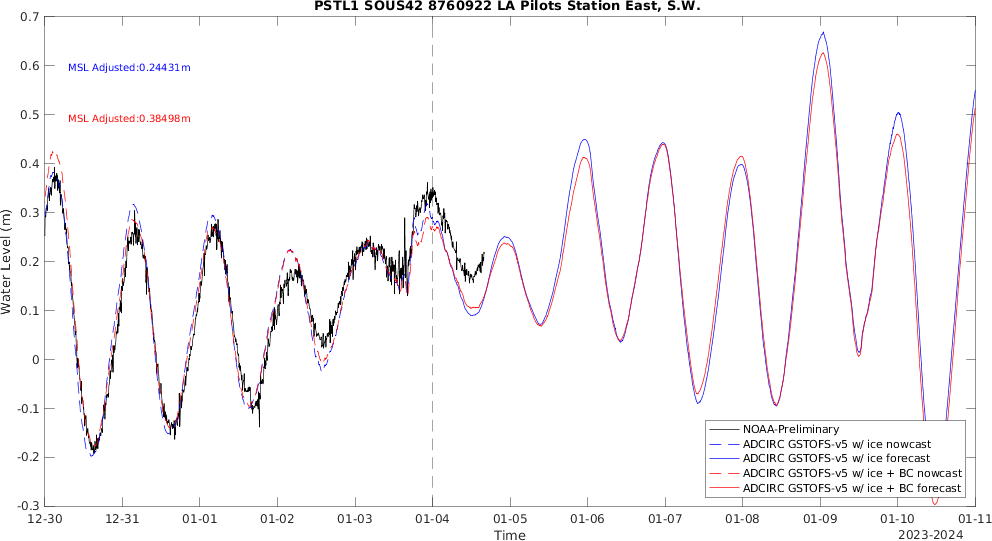 PSTL1 SOUS42 8760922 LA Pilots Station East, S.W.
0.7
0.6
0.5
0.4
0.3
0.2
0.1
0
-0.1
-0.2
-0.3
Water Level (m)
MSL Adjusted:0.24431m
MSL Adjusted:0.38498m
NOAA-Preliminary
ADCIRC GSTOFS-v5 w/ ice nowcast
ADCIRC GSTOFS-v5 w/ ice forecast
ADCIRC GSTOFS-v5 w/ ice + BC nowcast
ADCIRC GSTOFS-v5 w/ ice + BC forecast
12-30 12-31 01-01 01-02 01-03 01-04 01-05 01-06 01-07 01-08 01-09 01-10 01-11
Time
2023-2024